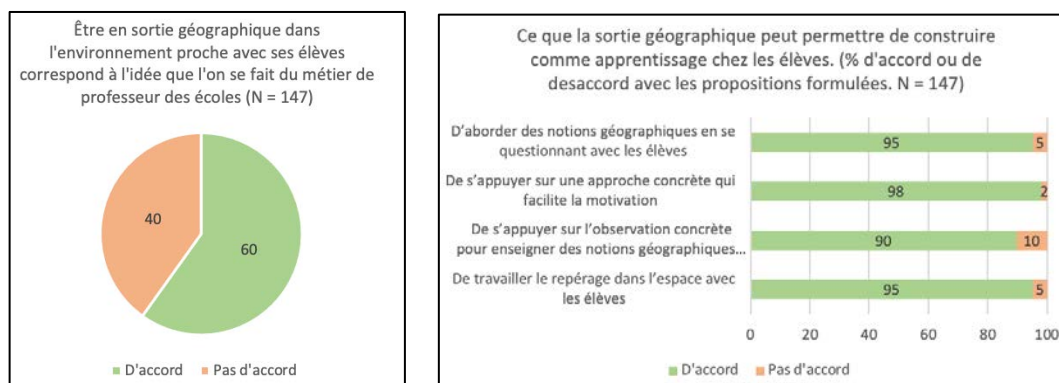 Être en sortie géographique dans
l'environnement proche avec ses élèves
correspond à l'idée que l'on se fait du métier de
professeur des écoles (N = 147)
40
60
D'accord
Pas d'accord
Ce que la sortie géographique peut permettre de construire
comme apprentissage chez les élèves. (% d'accord ou de
desaccord avec les propositions formulées. N = 147)
D'aborder des notions géographiques en se
questionnant avec les élèves
95
5
De s'appuyer sur une approche concrète qui
facilite la motivation
98
2
De s'appuyer sur l'observation concrète
pour enseigner des notions géographiques...
90
10
De travailler le repérage dans l'espace avec
les élèves
95
5
0 20 40 60 80 100
D'accord
Pas d'accord